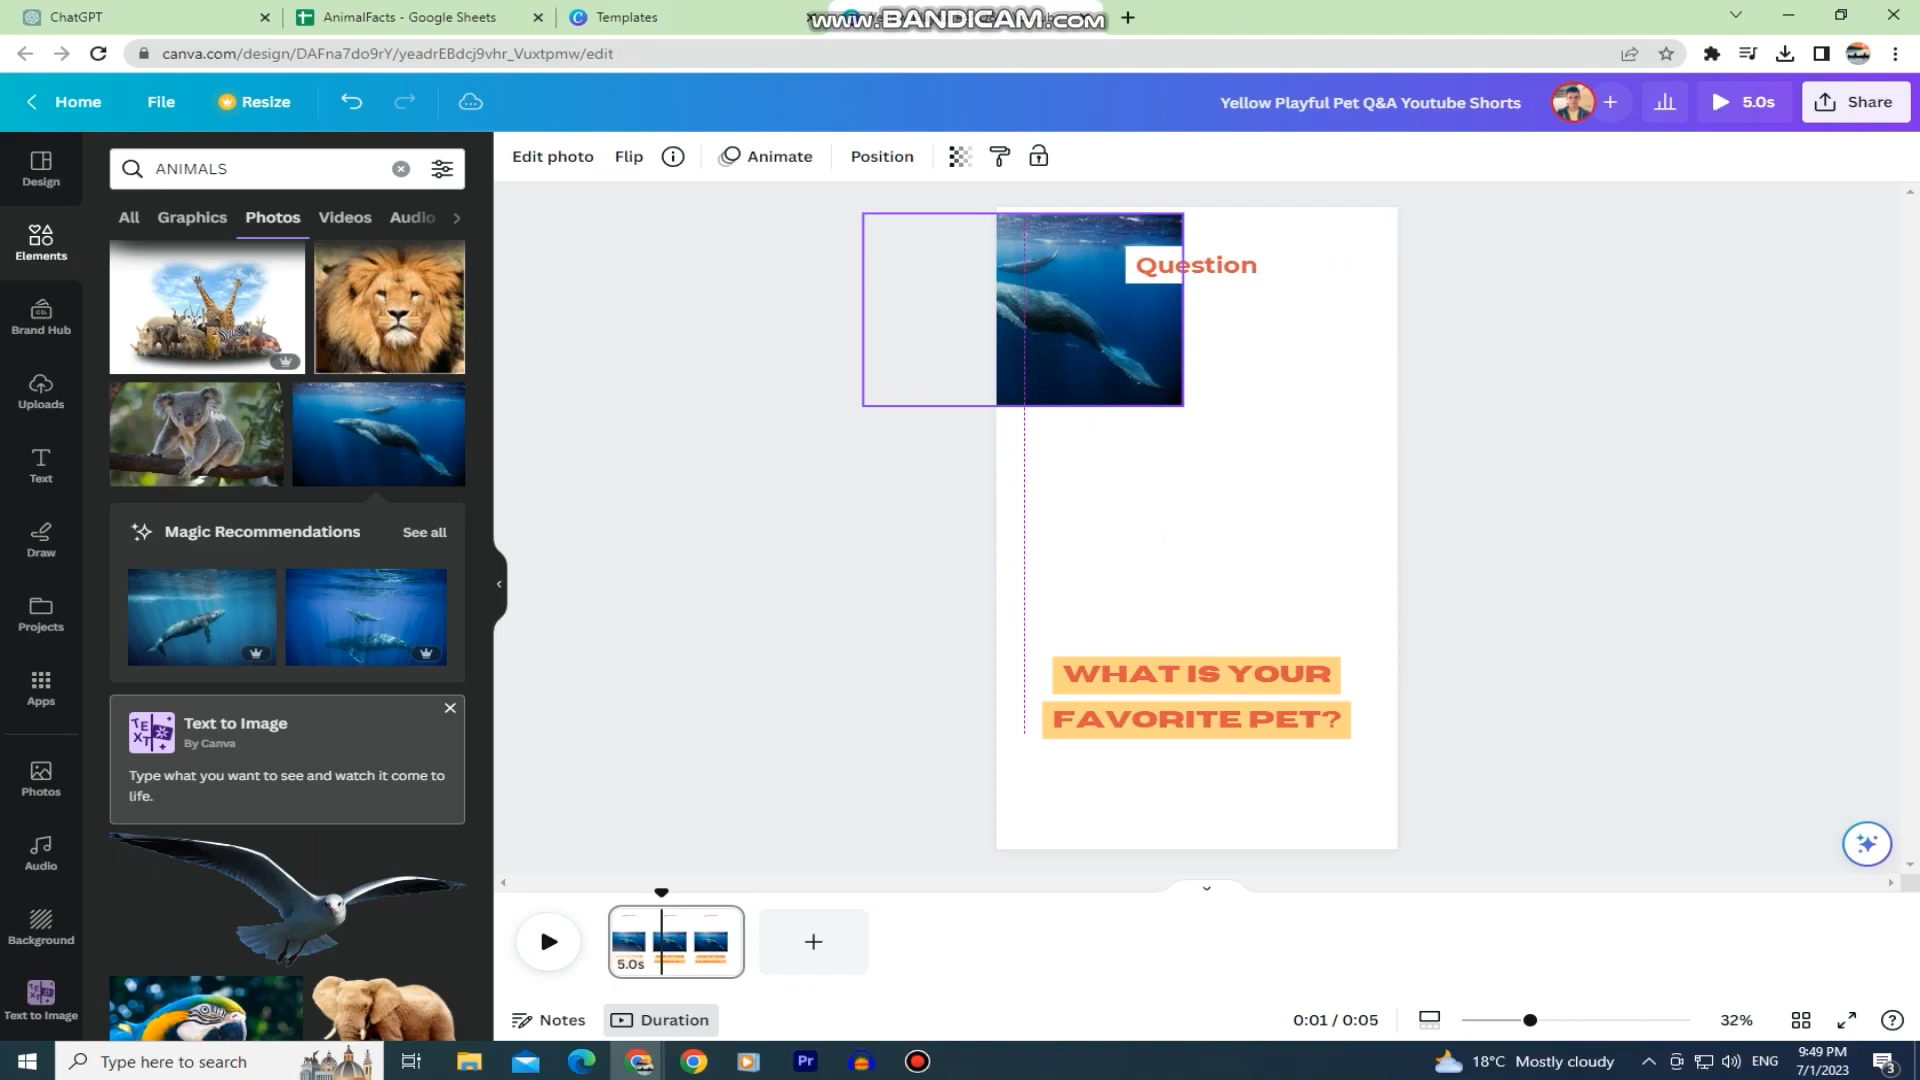 ChatGPT
AnimalFacts - Google Sheets
Templates
www.BANDICAM.com
canva.com/design/DAFna7do9rY/yeadrEBdcj9vhr_Vuxtpmw/edit
Home
File
Resize
Yellow Playful Pet Q&A Youtube Shorts
5.0s
Share
Design
Elements
Brand Hub
Uploads
Text
Draw
Projects
Apps
Photos
Audio
Background
Text to Image
ANIMALS
All
Graphics
Photos
Videos
Audio
Magic Recommendations
See all
TEXT
Text to Image
By Canva
Type what you want to see and watch it come to
life.
Edit photo
Flip
Animate
Position
Question
WHAT IS YOUR
FAVORITE PET?
5.0s
Notes
Duration
0:01 / 0:05
32%
Type here to search
Pr
18°C Mostly cloudy
ENG
9:49 PM
7/1/2023
3